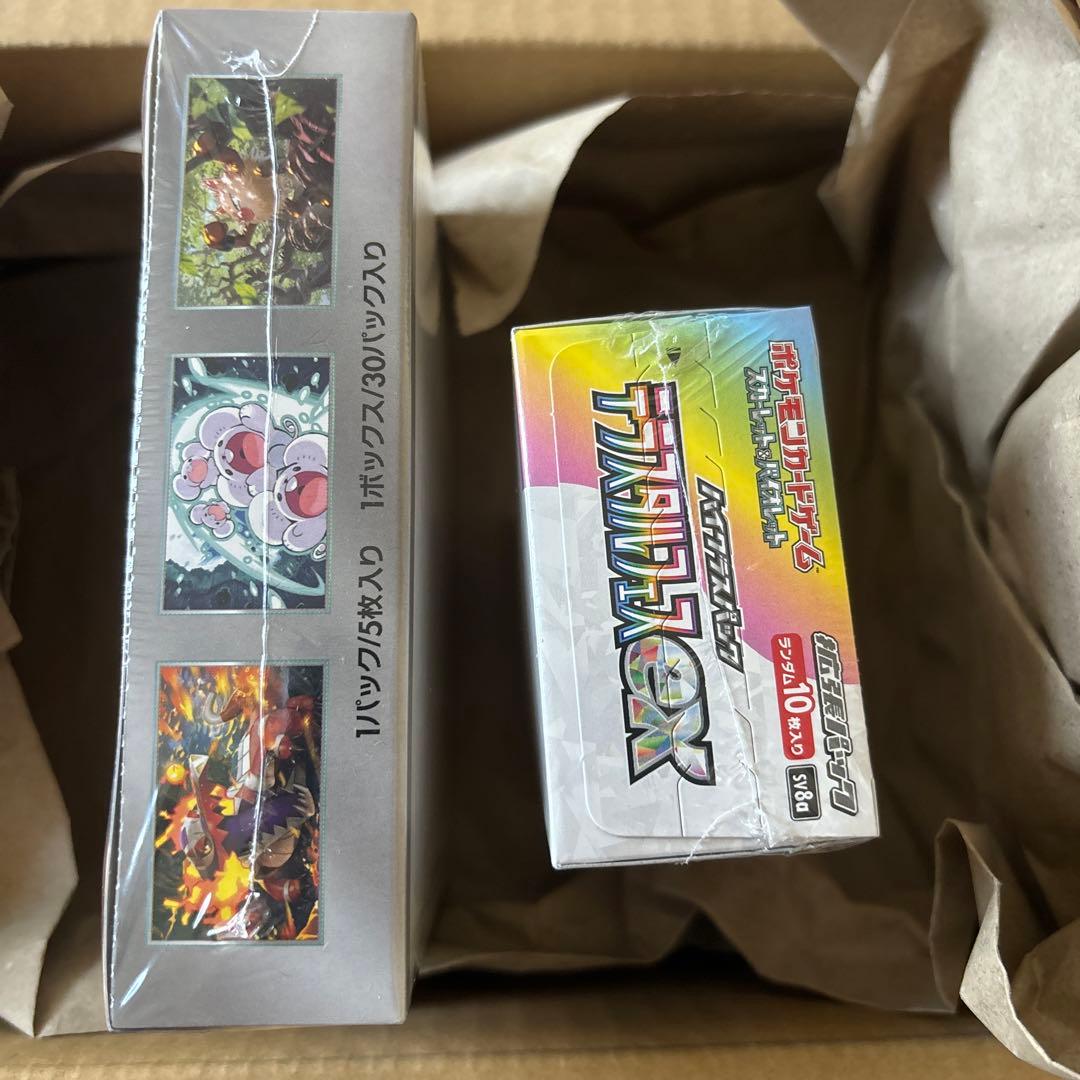 1パック/5枚入り 1ボックス/30パック入り
ポケモンカードゲーム™
スカーレット&バイオレット
ハイクラスパック
テラスタルフェス
ex
拡張パック
ランダム10枚入り
sv8a